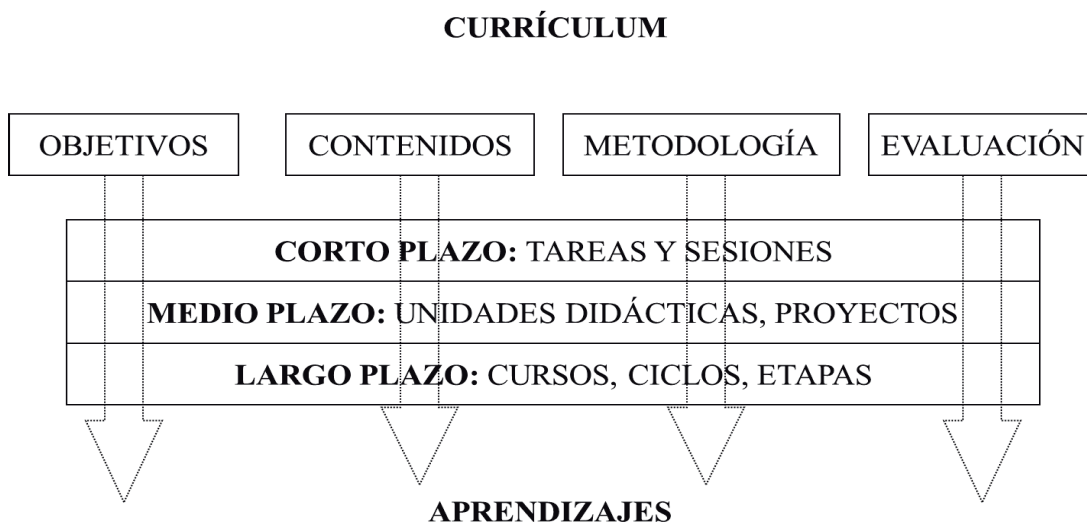 CURRÍCULUM
OBJETIVOS CONTENIDOS METODOLOGÍA EVALUACIÓN
CORTO PLAZO: TAREAS Y SESIONES
MEDIO PLAZO: UNIDADES DIDÁCTICAS, PROYECTOS
LARGO PLAZO: CURSOS, CICLOS, ETAPAS
APRENDIZAJES